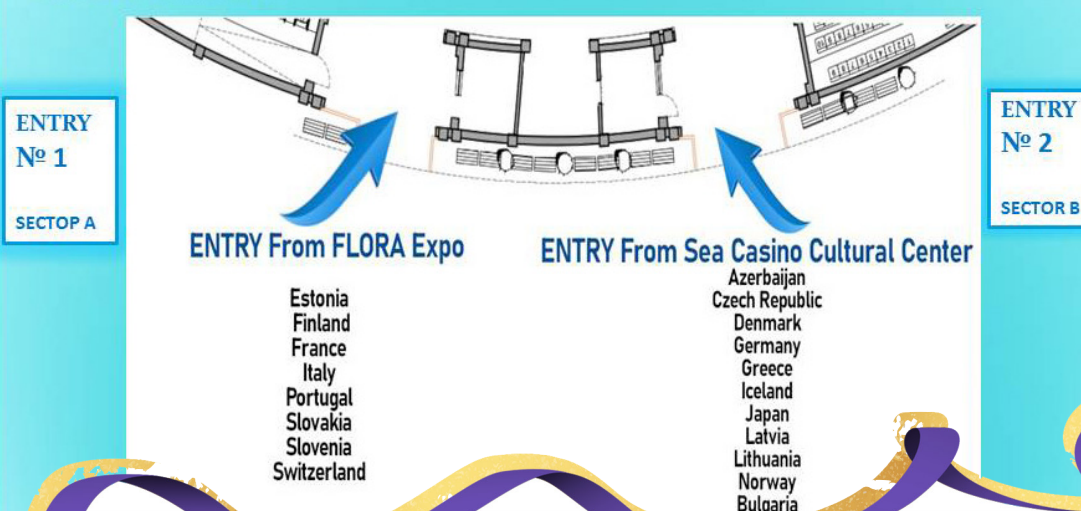 ENTRY
№ 1
SECTOP A
ENTRY From FLORA Expo
Estonia
Finland
France
Italy
Portugal
Slovakia
Slovenia
Switzerland
ENTRY From Sea Casino Cultural Center
Azerbaijan
Czech Republic
Denmark
Germany
Greece
Iceland
Japan
Latvia
Lithuania
Norway
Bulgaria
ENTRY
№ 2
SECTOR B